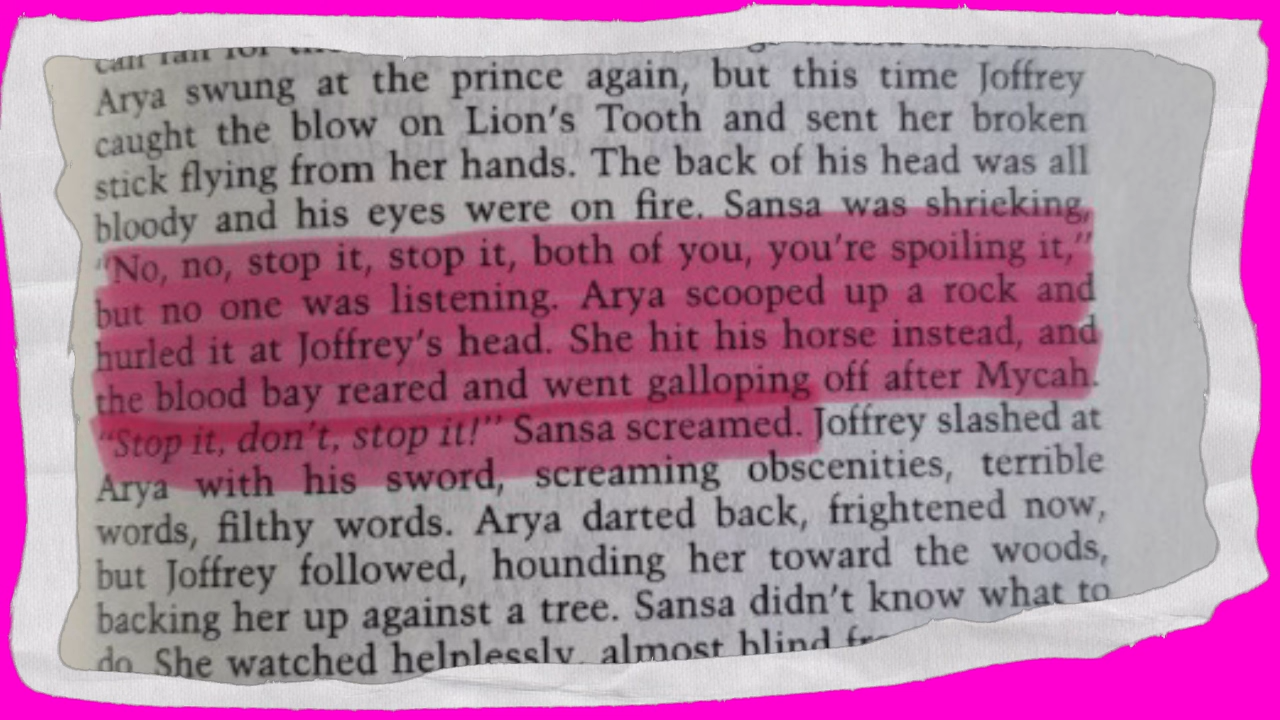 Arya swung at the prince again, but this time Joffrey
caught the blow on Lion's Tooth and sent her broken
stick flying from her hands. The back of his head was all
bloody and his eyes were on fire. Sansa was shrieking,
"No, no, stop it, stop it, both of you, you're spoiling it,"
but no one was listening. Arya scooped up a rock and
hurled it at Joffrey's head. She hit his horse instead, and
the blood bay reared and went galloping off after Mycah.
"Stop it, don't, stop it!" Sansa screamed. Joffrey slashed at
Arya with his sword, screaming obscenities, terrible
words, filthy words. Arya darted back, frightened now,
but Joffrey followed, hounding her toward the woods,
backing her up against a tree. Sansa didn't know what to
do. She watched helplessly, almost blind